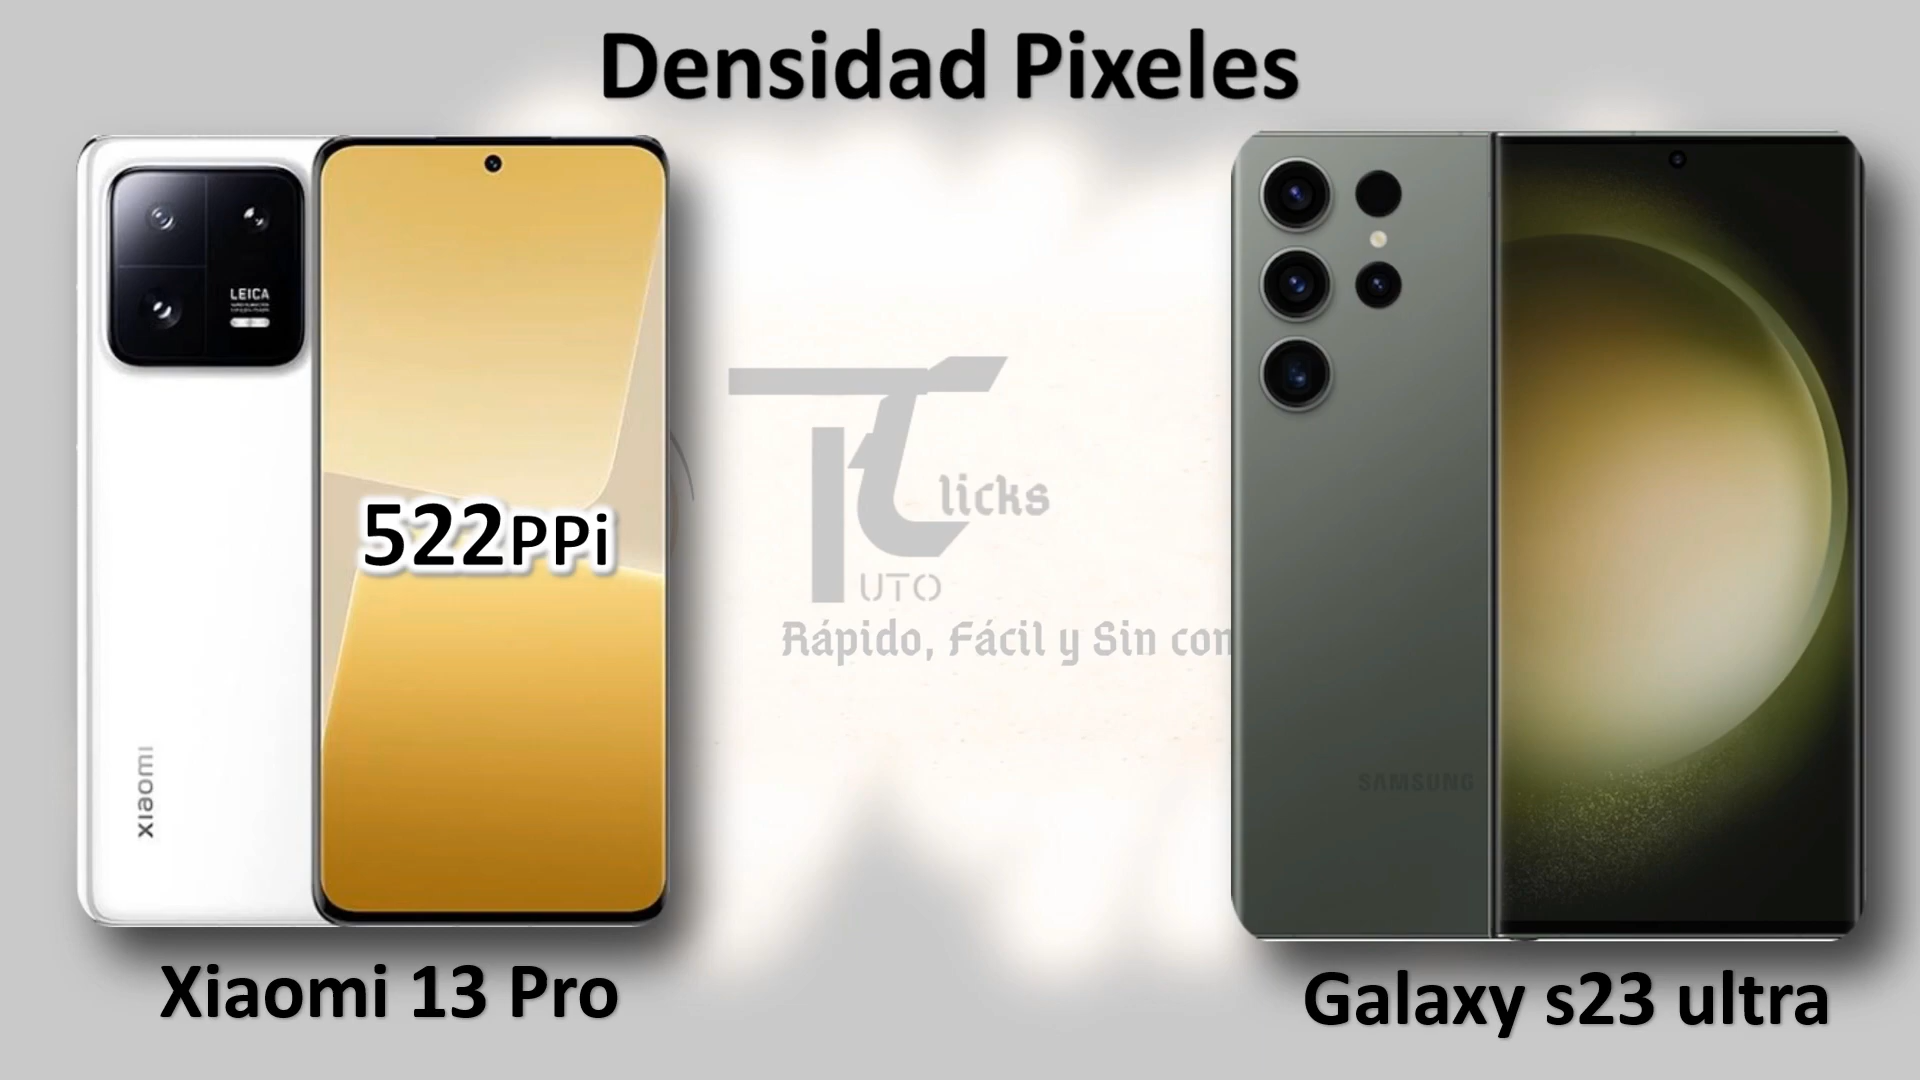 Densidad Pixeles
LEICA
522PPi
xiaomi
licks
UTO
Rápido, Fácil y Sin con
SAMSUNG
Xiaomi 13 Pro
Galaxy s23 ultra